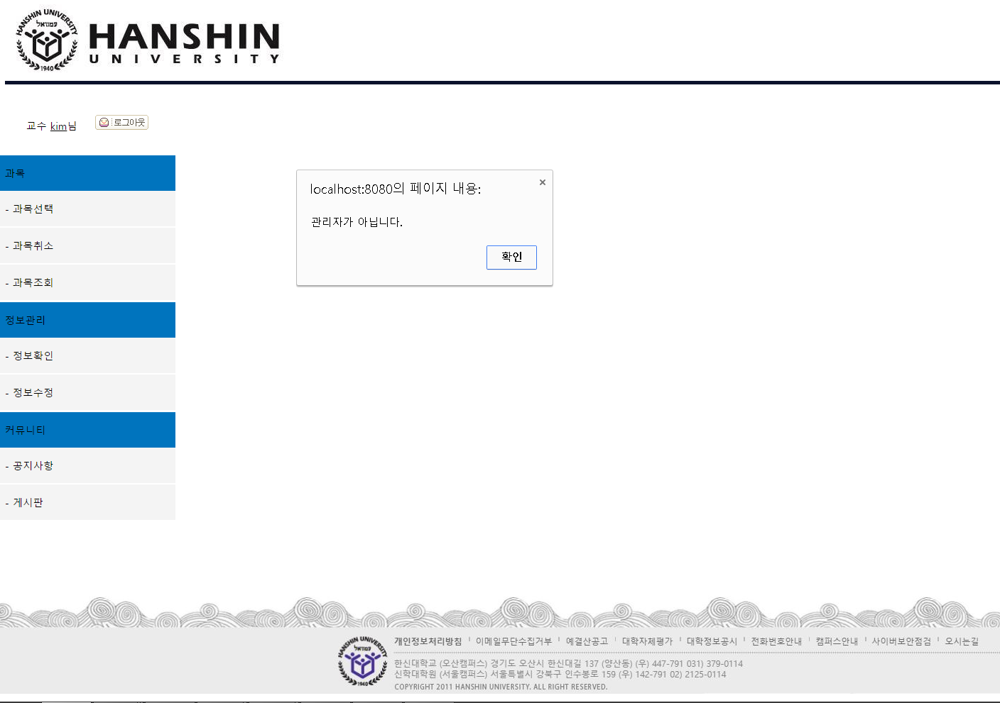 HANSHIN UNIVERSITY
עמנואל
1940
HANSHIN
UNIVERSITY
교수 kim님
로그아웃
과목
- 과목선택
- 과목취소
- 과목조회
정보관리
- 정보확인
- 정보수정
커뮤니티
- 공지사항
- 게시판
localhost:8080의 페이지 내용:
×
관리자가 아닙니다.
확인
HANSHIN UNIVERSITY
עמנואל
1940
개인정보처리방침 이메일무단수집거부 예결산공고 대학자체평가 대학정보공시 전화번호안내 캠퍼스안내 사이버보안점검 오시는길
한신대학교 (오산캠퍼스) 경기도 오산시 한신대길 137 (양산동) (우) 447-791 031) 379-0114
신학대학원 (서울캠퍼스) 서울특별시 강북구 인수봉로 159 (우) 142-791 02) 2125-0114
COPYRIGHT 2011 HANSHIN UNIVERSITY. ALL RIGHT RESERVED.